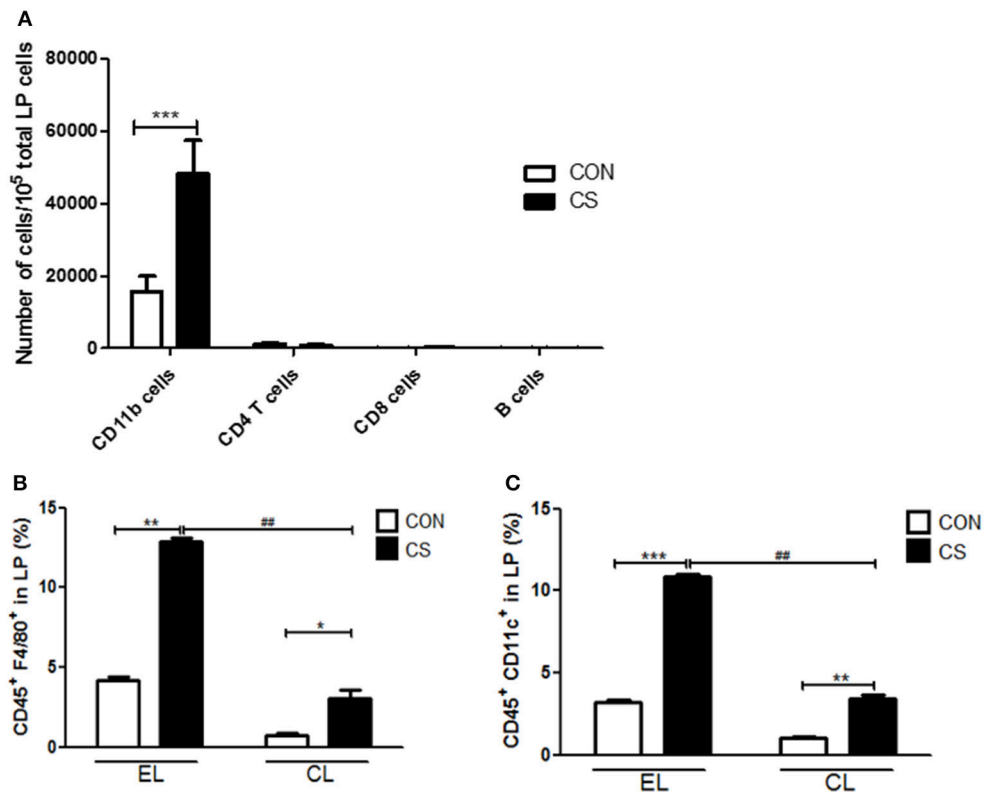 A
Number of cells/10⁵ total LP cells
80000
60000
40000
20000
0
***
CON
CS
CD11b cells
CD4 T cells
CD8 cells
B cells
B
CD45⁺ F4/80⁺ in LP (%)
15
10
5
0
**
##
*
CON
CS
EL
CL
C
CD45⁺ CD11c⁺ in LP (%)
15
10
5
0
***
##
**
CON
CS
EL
CL